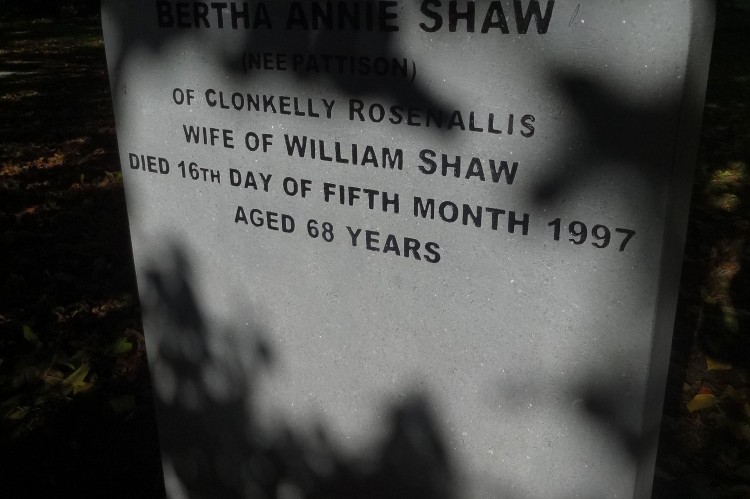 BERTHA ANNIE SHAW
(NEE PATTISON)
OF CLONKELLY ROSENALLIS
WIFE OF WILLIAM SHAW
DIED 16TH DAY OF FIFTH MONTH 1997
AGED 68 YEARS